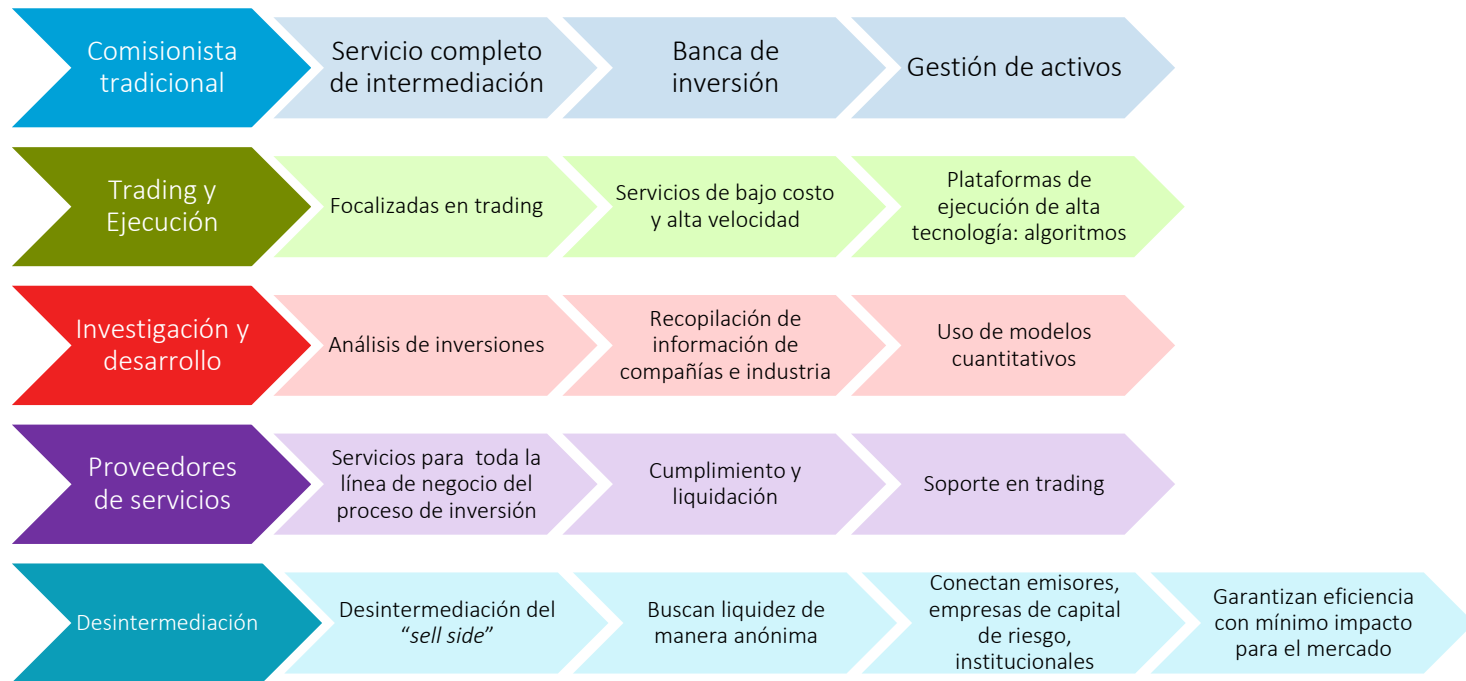 Comisionista
tradicional
Servicio completo
de intermediación
Banca de
inversión
Gestión de activos
Trading y
Ejecución
Focalizadas en trading
Servicios de bajo costo
y alta velocidad
Plataformas de
ejecución de alta
tecnología: algoritmos
Investigación y
desarrollo
Análisis de inversiones
Recopilación de
información de
compañías e industria
Uso de modelos
cuantitativos
Proveedores
de servicios
Servicios para toda la
línea de negocio del
proceso de inversión
Cumplimiento y
liquidación
Soporte en trading
Desintermediación
Desintermediación del
“sell side”
Buscan liquidez de
manera anónima
Conectan emisores,
empresas de capital
de riesgo,
institucionales
Garantizan eficiencia
con mínimo impacto
para el mercado